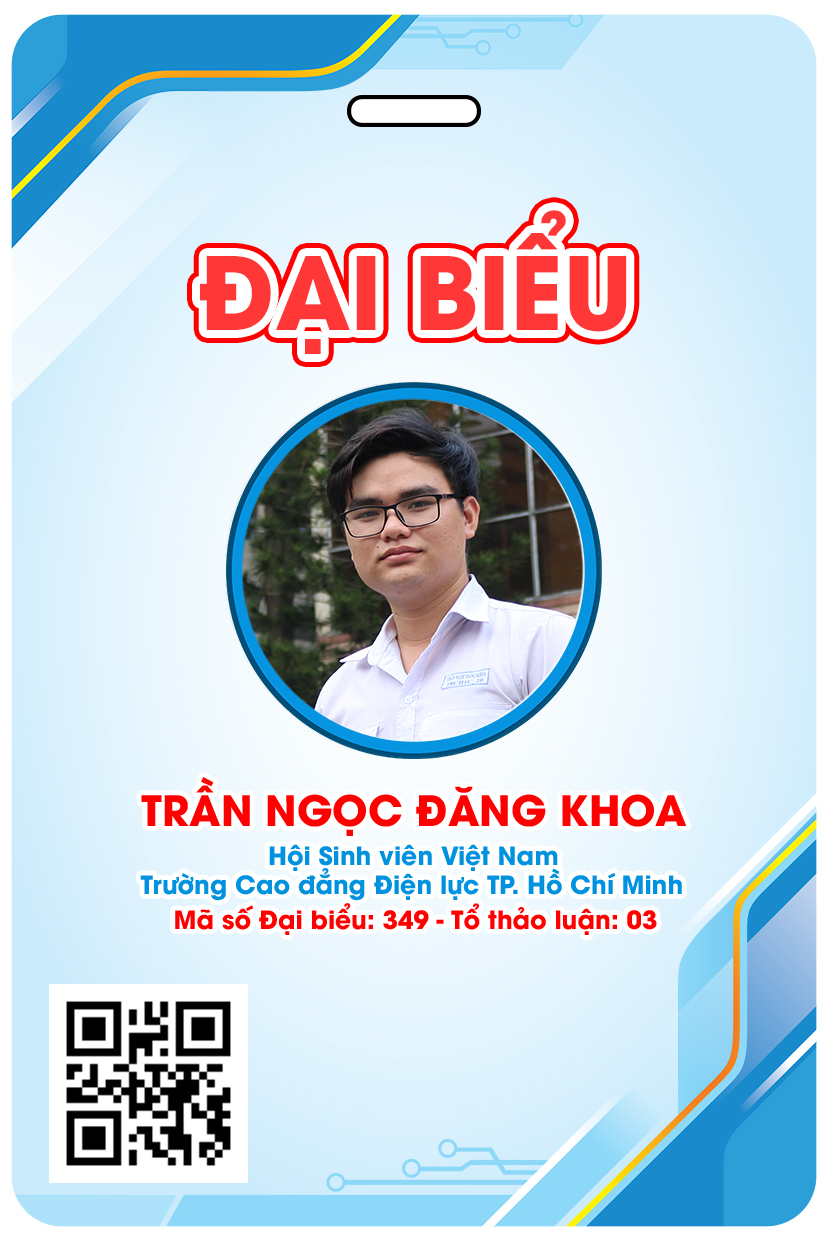 ĐẠI BIỂU
TRẦN NGỌC ĐĂNG KHOA
Hội Sinh viên Việt Nam
Trường Cao đẳng Điện lực TP. Hồ Chí Minh
Mã số Đại biểu: 349 - Tổ thảo luận: 03